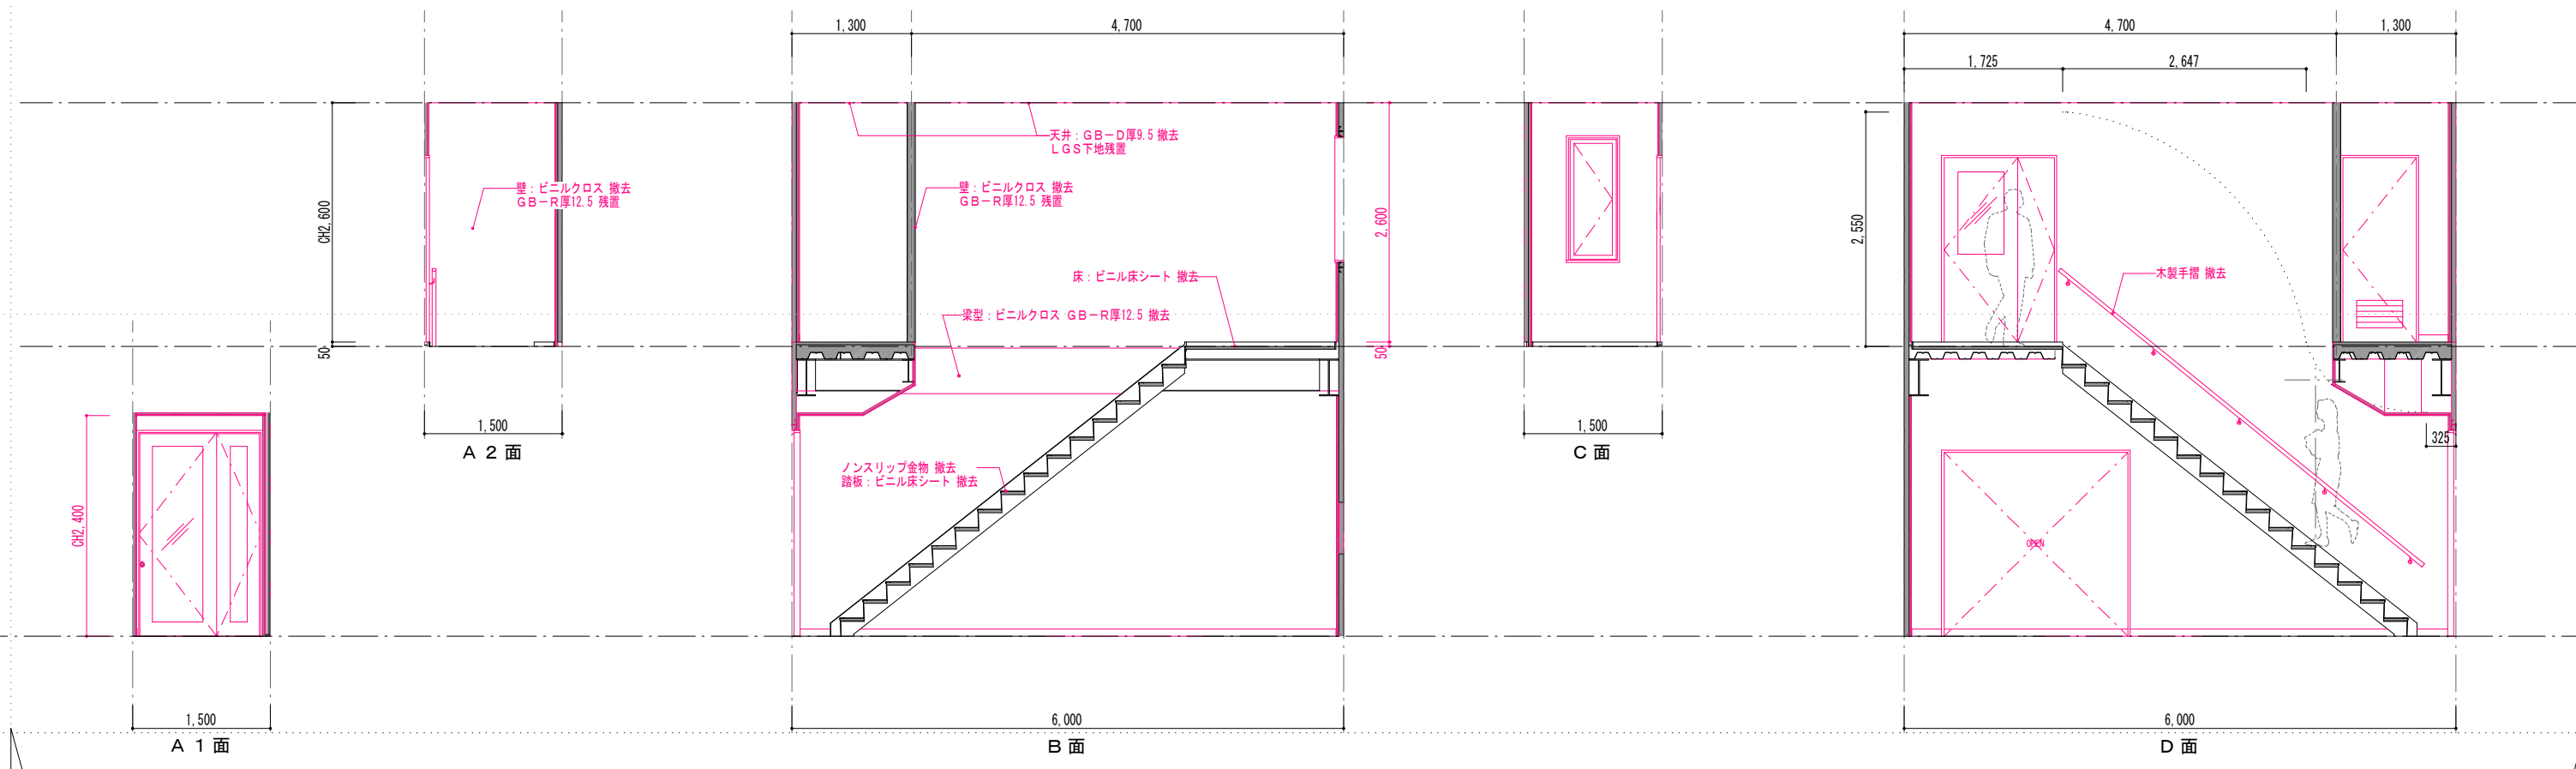 1,300
4,700
4,700
1,300
1,725
2,647
天井：ＧＢ－Ｄ厚9.5 撤去
ＬＧＳ下地残置
壁：ビニルクロス 撤去
ＧＢ－Ｒ厚12.5 残置
壁：ビニルクロス 撤去
ＧＢ－Ｒ厚12.5 残置
CH2,600
2,600
2,550
床：ビニル床シート 撤去
木製手摺 撤去
梁型：ビニルクロス ＧＢ－Ｒ厚12.5 撤去
50
50
1,500
Ａ２面
1,500
Ｃ面
325
ノンスリップ金物 撤去
踏板：ビニル床シート 撤去
CH2,400
OPEN
1,500
Ａ１面
6,000
Ｂ面
6,000
Ｄ面